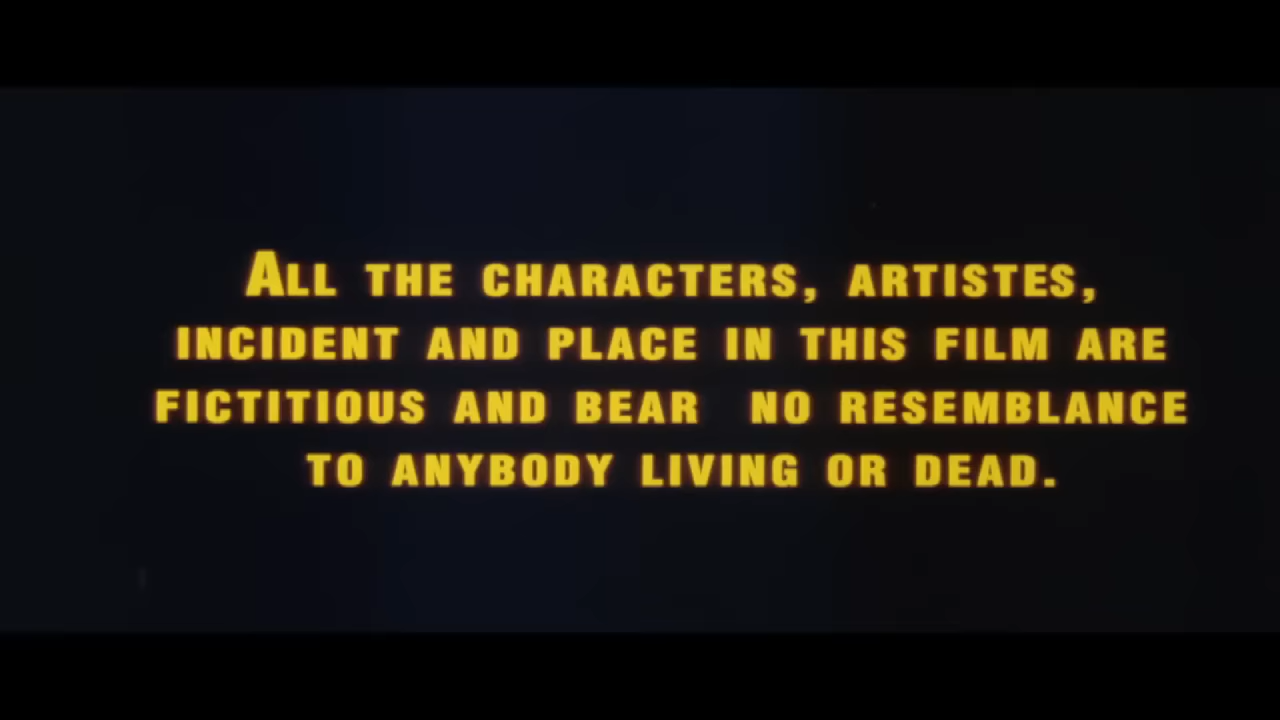 ALL THE CHARACTERS, ARTISTES,
INCIDENT AND PLACE IN THIS FILM ARE
FICTITIOUS AND BEAR NO RESEMBLANCE
TO ANYBODY LIVING OR DEAD.